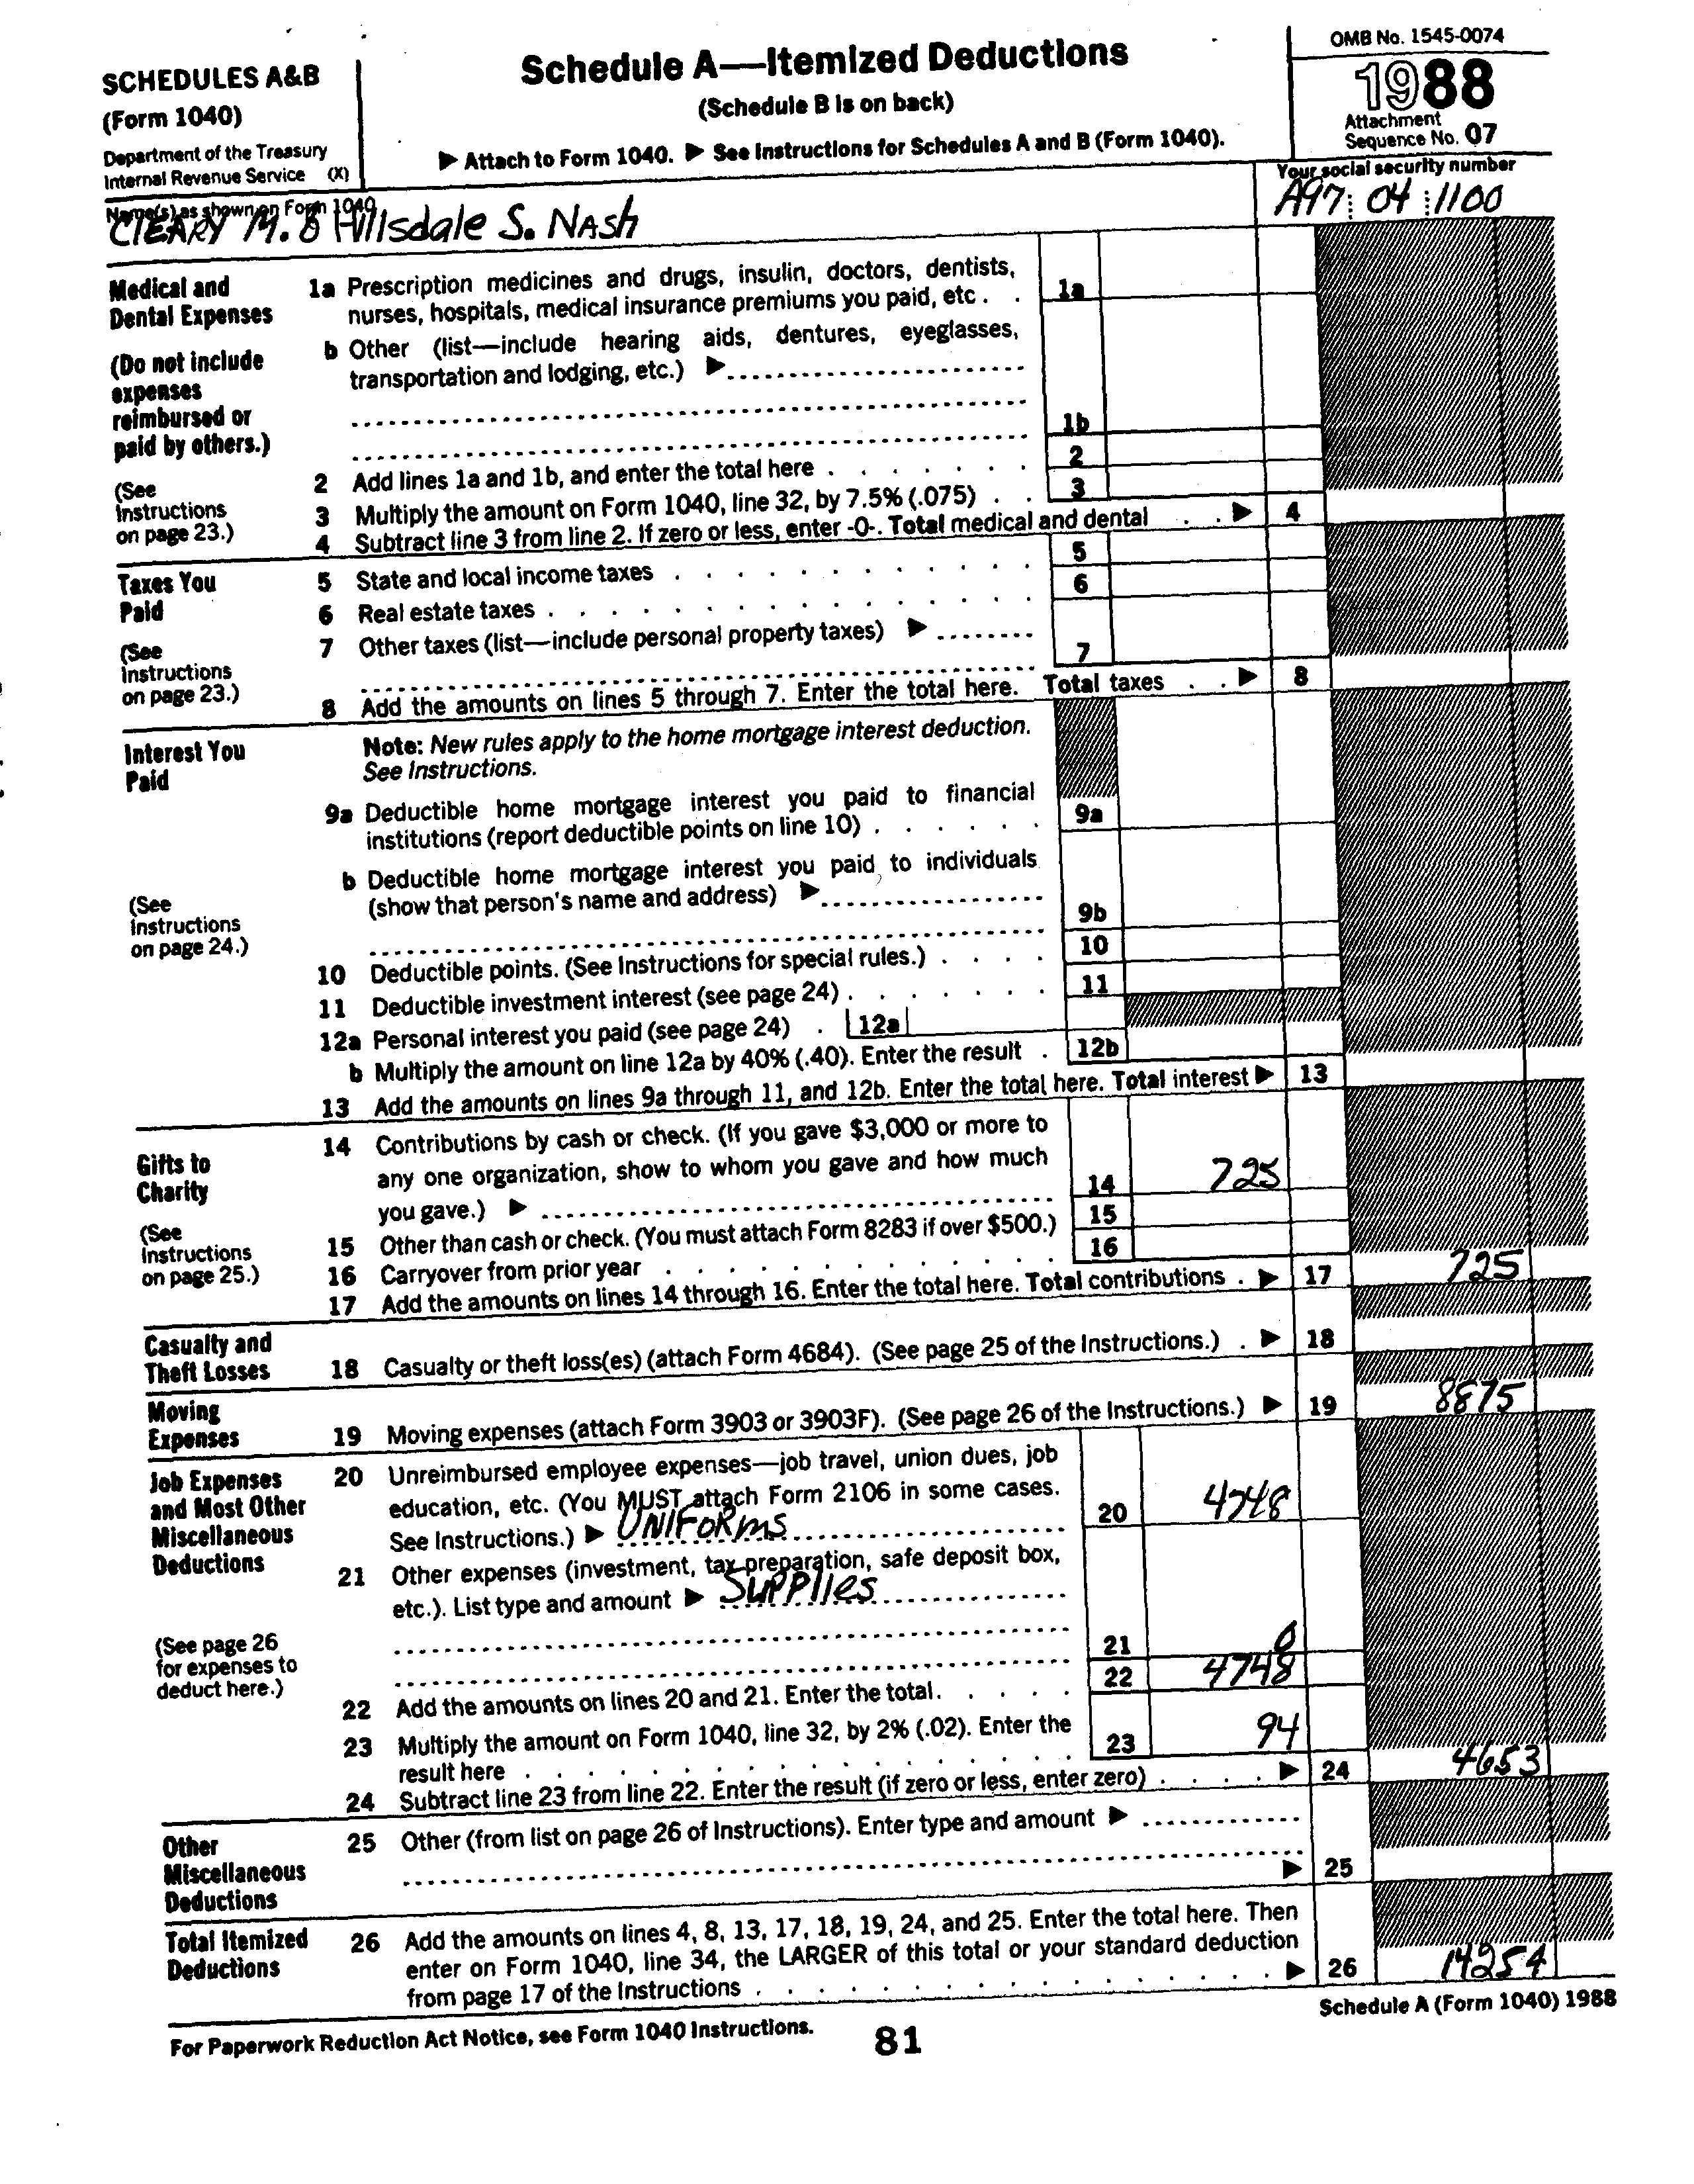 SCHEDULES A&B
(Form 1040)
Department of the Treasury
Internal Revenue Service (X)
Schedule A—Itemized Deductions
(Schedule B is on back)
▶ Attach to Form 1040. ▶ See Instructions for Schedules A and B (Form 1040).
OMB No. 1545-0074
1988
Attachment
Sequence No. 07
Name(s) as shown on Form 1040
CLEARY M. & Hillsdale S. NASH
Your social security number
A97 04 1100
Medical and
Dental Expenses
(Do not include
expenses
reimbursed or
paid by others.)
(See
Instructions
on page 23.)
1a Prescription medicines and drugs, insulin, doctors, dentists,
nurses, hospitals, medical insurance premiums you paid, etc . . 1a
b Other (list—include hearing aids, dentures, eyeglasses,
transportation and lodging, etc.) ▶
1b
2 Add lines 1a and 1b, and enter the total here . . . . . . . 2
3 Multiply the amount on Form 1040, line 32, by 7.5% (.075) . . 3
4 Subtract line 3 from line 2. If zero or less, enter -0-. Total medical and dental . . ▶ 4
Taxes You
Paid
(See
Instructions
on page 23.)
5 State and local income taxes . . . . . . . . . . . . 5
6 Real estate taxes . . . . . . . . . . . . . . . . 6
7 Other taxes (list—include personal property taxes) ▶
7
8 Add the amounts on lines 5 through 7. Enter the total here. Total taxes . . ▶ 8
Interest You
Paid
(See
Instructions
on page 24.)
Note: New rules apply to the home mortgage interest deduction.
See Instructions.
9a Deductible home mortgage interest you paid to financial
institutions (report deductible points on line 10) . . . . . . 9a
b Deductible home mortgage interest you paid to individuals
(show that person's name and address) ▶
9b
10 Deductible points. (See Instructions for special rules.) . . . . 10
11 Deductible investment interest (see page 24) . . . . . . . 11
12a Personal interest you paid (see page 24) . 12a
b Multiply the amount on line 12a by 40% (.40). Enter the result . 12b
13 Add the amounts on lines 9a through 11, and 12b. Enter the total here. Total interest ▶ 13
Gifts to
Charity
(See
Instructions
on page 25.)
14 Contributions by cash or check. (If you gave $3,000 or more to
any one organization, show to whom you gave and how much
you gave.) ▶ 14 725
15 Other than cash or check. (You must attach Form 8283 if over $500.) 15
16 Carryover from prior year . . . . . . . . . . . . . 16
17 Add the amounts on lines 14 through 16. Enter the total here. Total contributions . ▶ 17 725
Casualty and
Theft Losses
18 Casualty or theft loss(es) (attach Form 4684). (See page 25 of the Instructions.) . ▶ 18
Moving
Expenses
19 Moving expenses (attach Form 3903 or 3903F). (See page 26 of the Instructions.) ▶ 19 8875
Job Expenses
and Most Other
Miscellaneous
Deductions
(See page 26
for expenses to
deduct here.)
20 Unreimbursed employee expenses—job travel, union dues, job
education, etc. (You MUST attach Form 2106 in some cases.
See Instructions.) ▶ UNIFORMS 20 4748
21 Other expenses (investment, tax preparation, safe deposit box,
etc.). List type and amount ▶ SUPPlies
21 0
22 Add the amounts on lines 20 and 21. Enter the total. . . . . 22 4748
23 Multiply the amount on Form 1040, line 32, by 2% (.02). Enter the
result here . . . . . . . . . . . . . . . . . 23 94
24 Subtract line 23 from line 22. Enter the result (if zero or less, enter zero) . . . . ▶ 24 4653
Other
Miscellaneous
Deductions
25 Other (from list on page 26 of Instructions). Enter type and amount ▶
▶ 25
Total Itemized
Deductions
26 Add the amounts on lines 4, 8, 13, 17, 18, 19, 24, and 25. Enter the total here. Then
enter on Form 1040, line 34, the LARGER of this total or your standard deduction
from page 17 of the Instructions . . . . . . . . . . . . . . ▶ 26 14254
For Paperwork Reduction Act Notice, see Form 1040 Instructions.
81
Schedule A (Form 1040) 1988